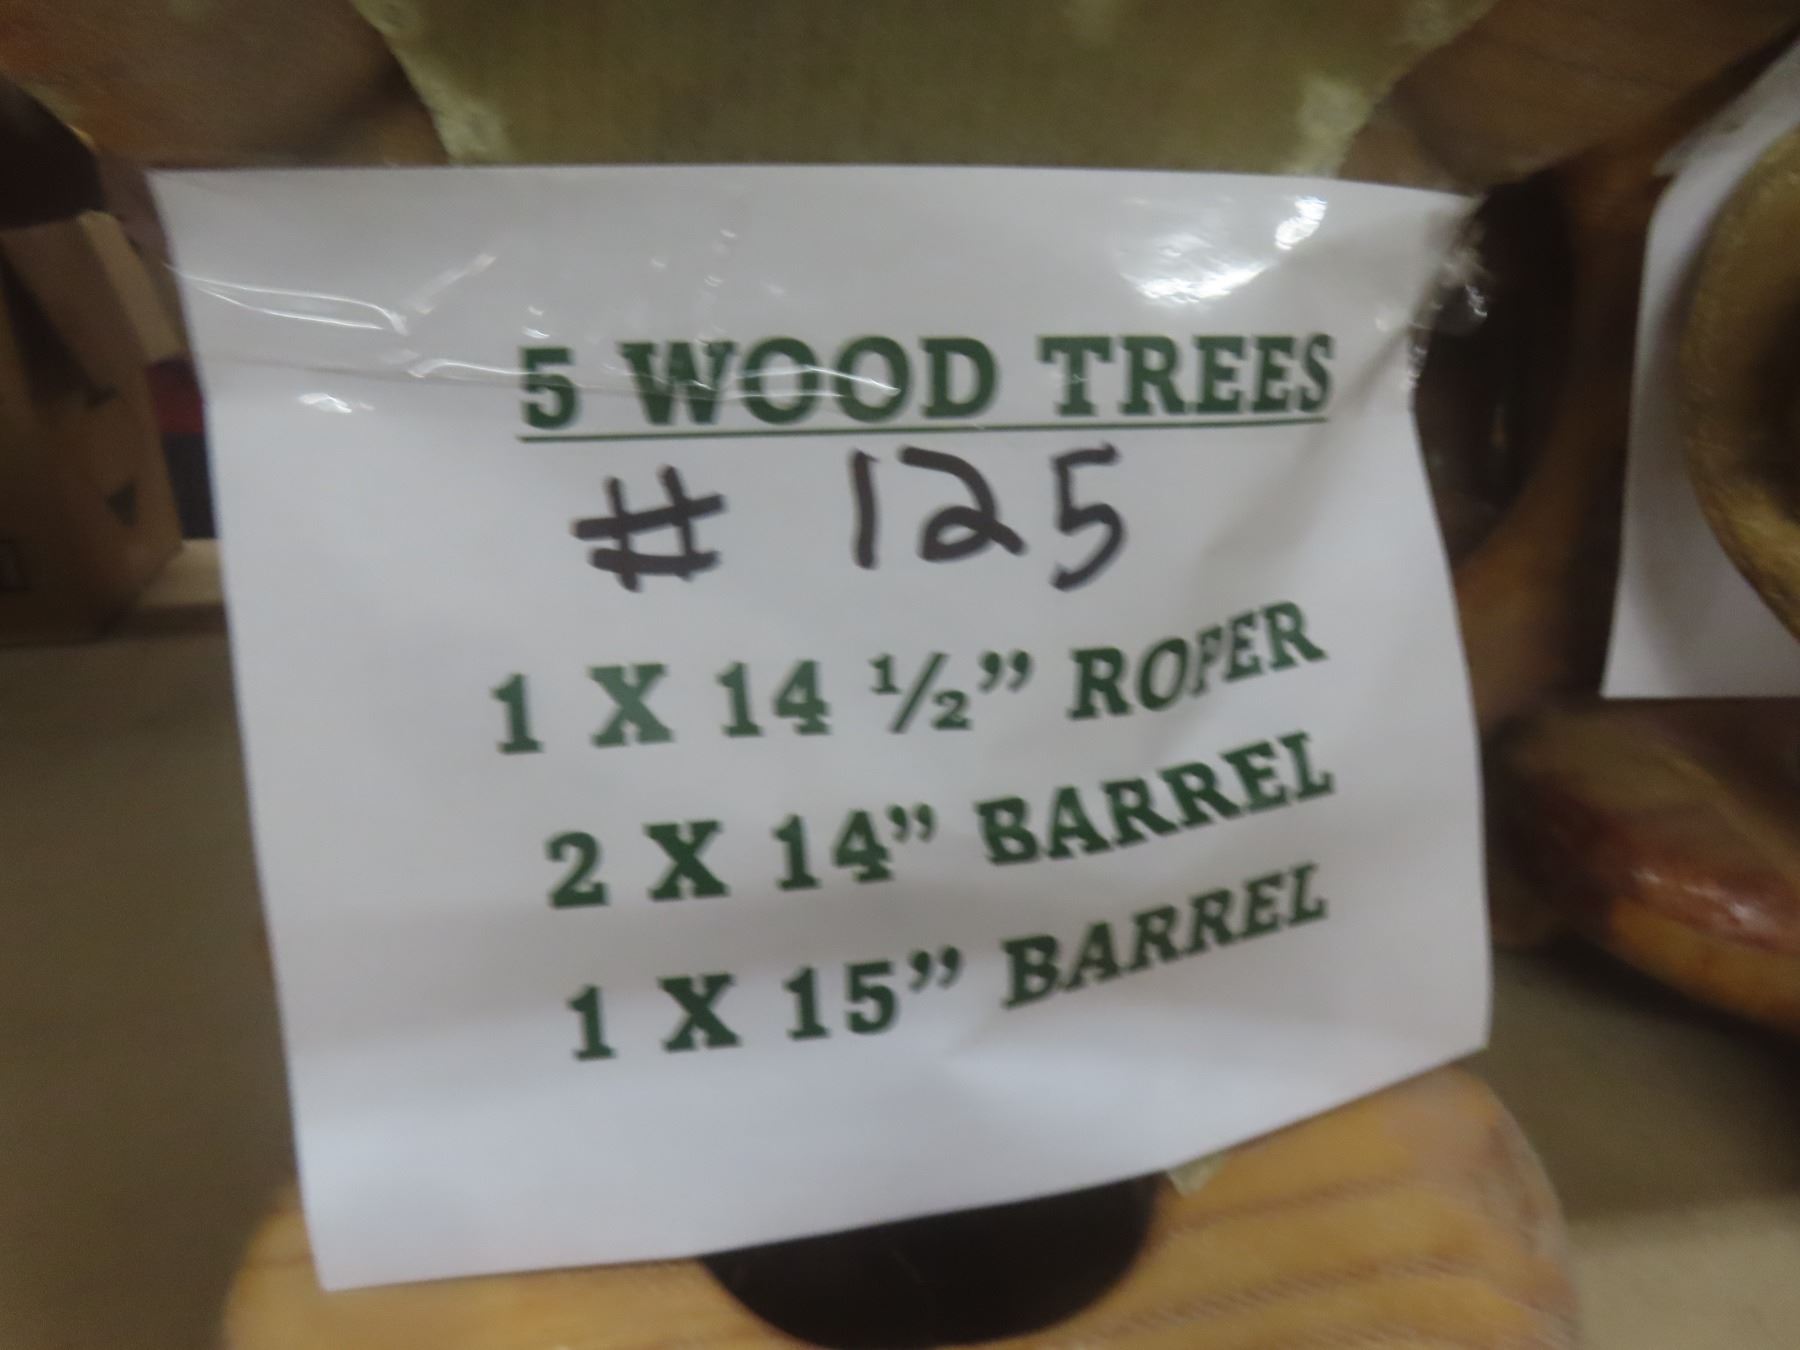 5 WOOD TREES
# 125
1 X 14 ½” ROPER
2 X 14” BARREL
1 X 15” BARREL